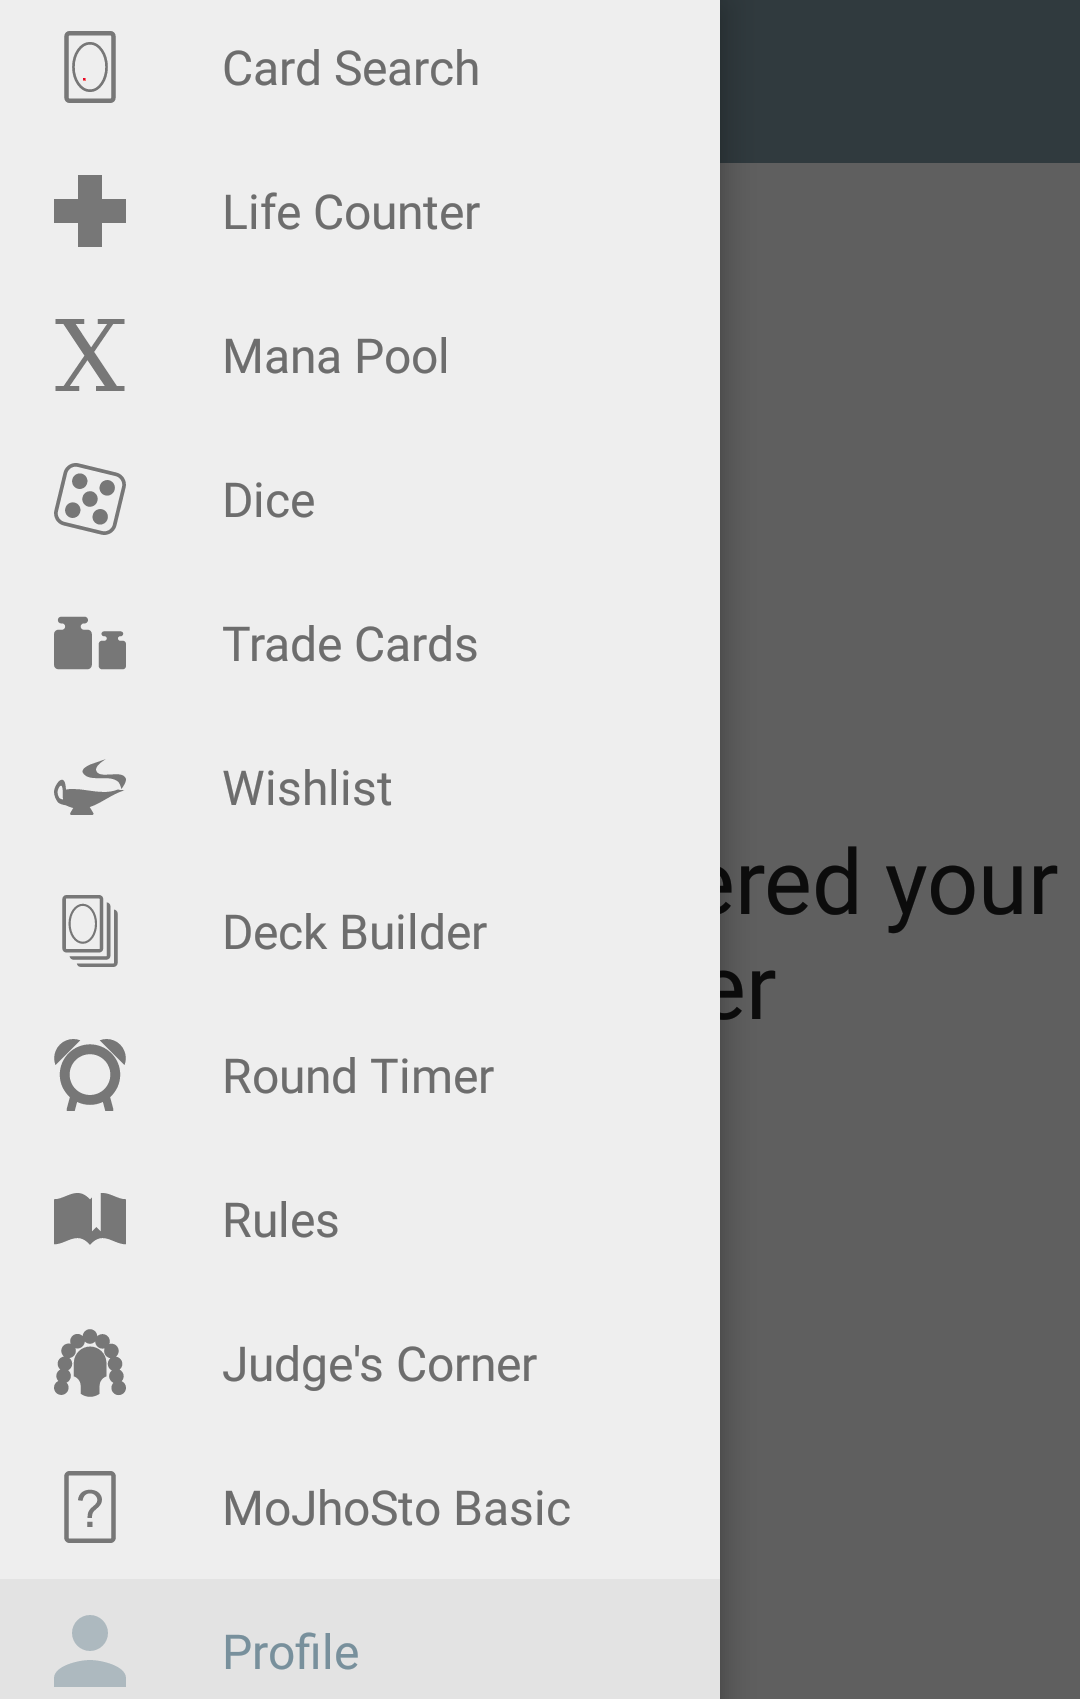 Card Search
Life Counter
X
Mana Pool
Dice
Trade Cards
Wishlist
Deck Builder
ered your
er
Round Timer
Rules
Judge's Corner
?
MoJhoSto Basic
Profile